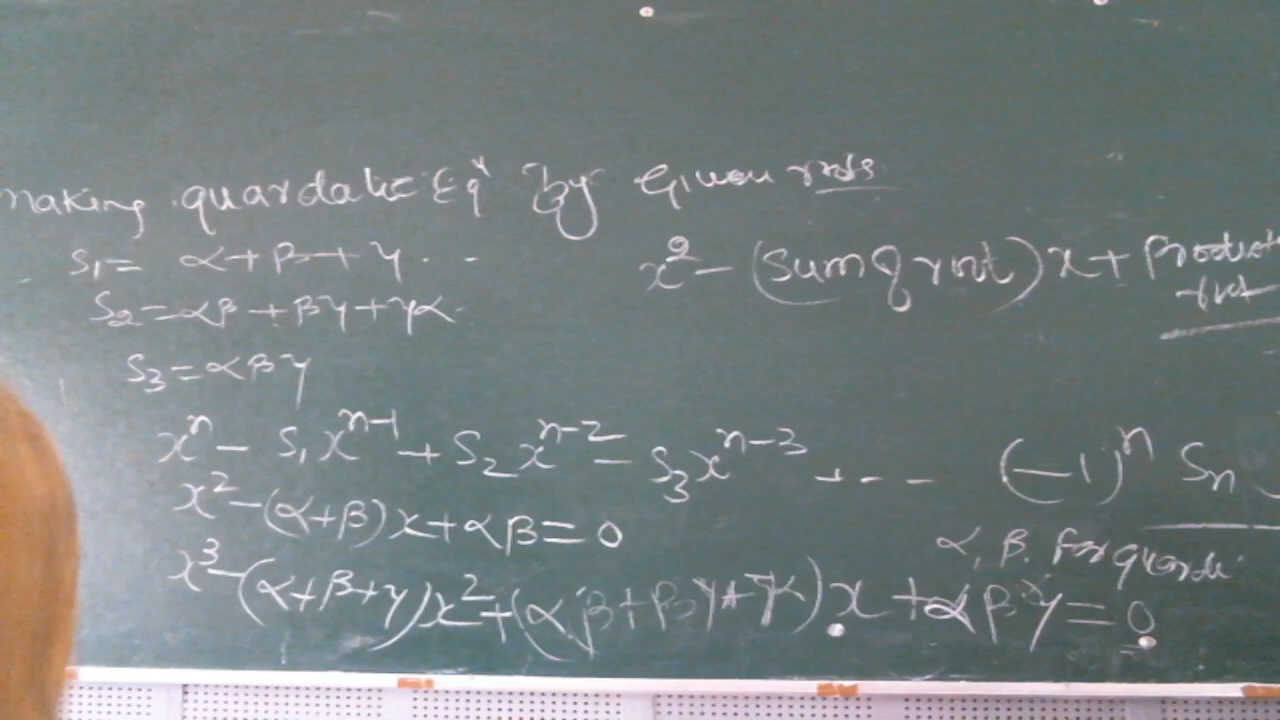 making quardatic Eqⁿ by Given roots
S₁ = α+β+γ . . -
x² - (sum of root)x + Product
S₂ = αβ + βγ + γα
S₃ = αβγ
xⁿ - S₁xⁿ⁻¹ + S₂xⁿ⁻² - S₃xⁿ⁻³ + - - - (-1)ⁿ Sₙ
x² - (α+β)x + αβ = 0
α, β. for quardi
x³ - (α+β+γ)x² + (αβ+βγ+γα)x + αβγ = 0